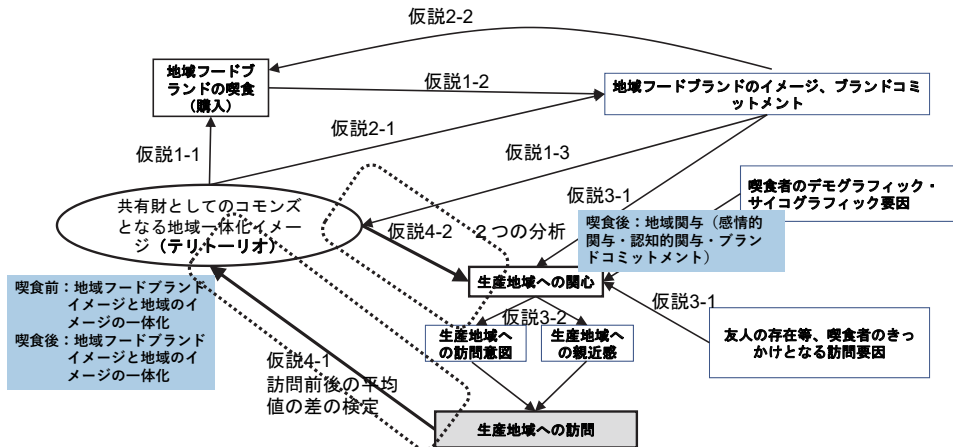 仮説2-2
地域フードブ
ランドの喫食
（購入）
仮説1-2
地域フードブランドのイメージ、ブランドコミ
ットメント
仮説2-1
仮説1-1
仮説1-3
共有財としてのコモンズ
となる地域一体化イメー
ジ（テリトーリオ）
仮説3-1
喫食者のデモグラフィック・
サイコグラフィック要因
仮説4-2
２つの分析
喫食後：地域関与（感情的
関与・認知的関与・ブラン
ドコミットメント）
生産地域への関心
喫食前：地域フードブランド
イメージと地域のイ
メージの一体化
喫食後：地域フードブランド
イメージと地域のイ
メージの一体化
仮説3-1
仮説3-2
生産地域へ
の訪問意図
生産地域へ
の親近感
友人の存在等、喫食者のきっ
かけとなる訪問要因
仮説4-1
訪問前後の平均
値の差の検定
生産地域への訪問